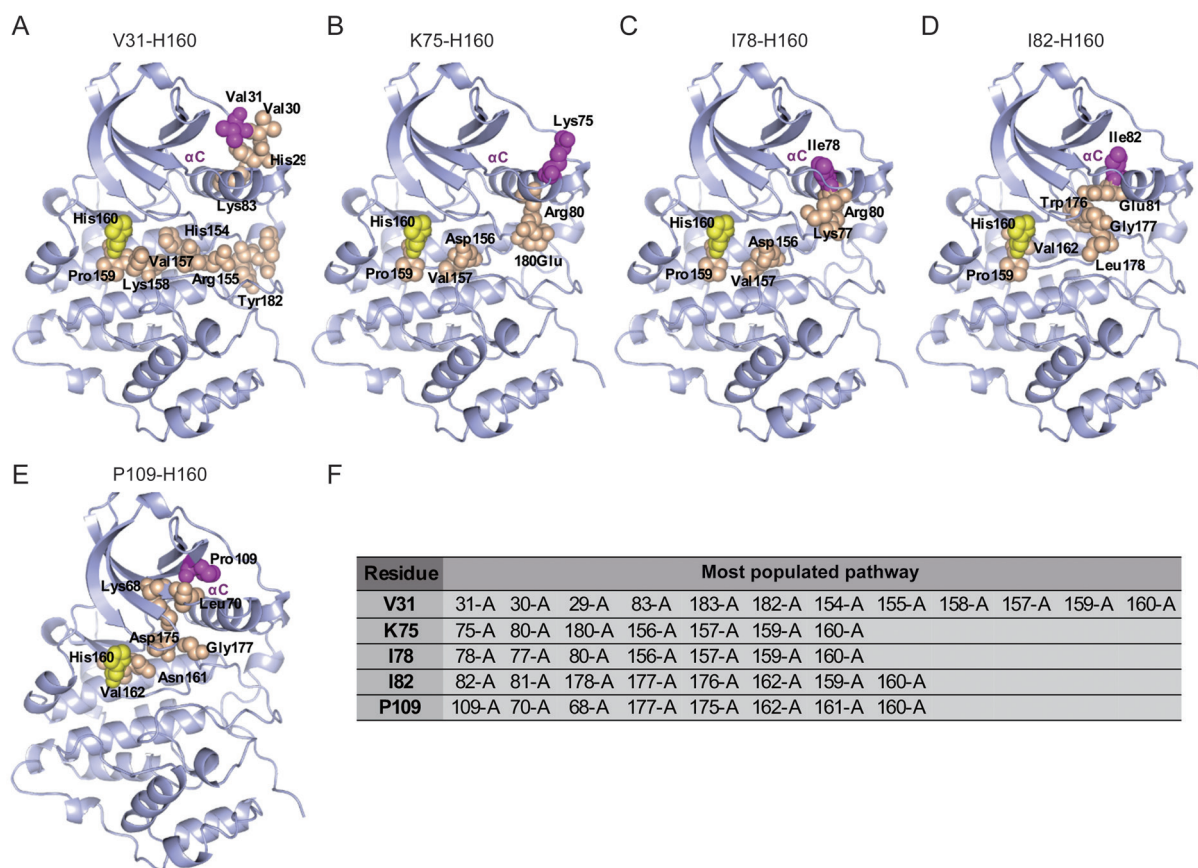 A
V31-H160
Val31
Val30
αC
His29
Lys83
His160
His154
Val157
Pro159
Lys158
Arg155
Tyr182
B
K75-H160
Lys75
αC
Arg80
His160
Asp156
180Glu
Pro159
Val157
C
I78-H160
Ile78
αC
Arg80
His160
Lys77
Asp156
Pro159
Val157
D
I82-H160
Ile82
αC
Trp176
Glu81
His160
Gly177
Val162
Leu178
Pro159
E
P109-H160
Pro109
Lys68
αC
Leu70
Asp175
His160
Gly177
Asn161
Val162
F
Residue Most populated pathway
V31 31-A 30-A 29-A 83-A 183-A 182-A 154-A 155-A 158-A 157-A 159-A 160-A
K75 75-A 80-A 180-A 156-A 157-A 159-A 160-A
I78 78-A 77-A 80-A 156-A 157-A 159-A 160-A
I82 82-A 81-A 178-A 177-A 176-A 162-A 159-A 160-A
P109 109-A 70-A 68-A 177-A 175-A 162-A 161-A 160-A